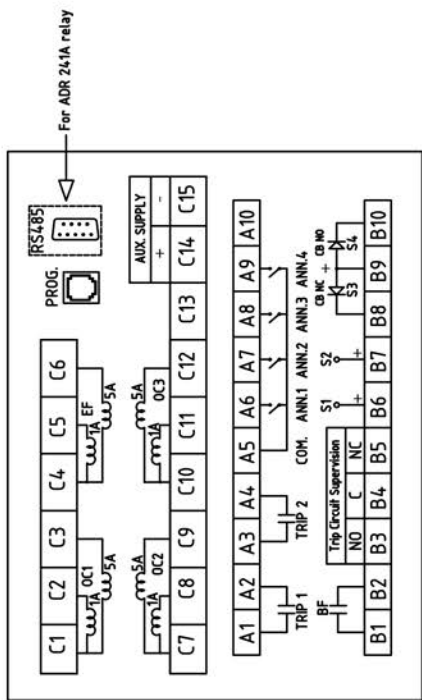 For ADR 241A relay
RS485
PROG.
C1 C2 C3 C4 C5 C6
OC1 1A 5A EF 1A 5A
AUX. SUPPLY
+ -
5A 1A OC2 5A 1A OC3
C7 C8 C9 C10 C11 C12 C13 C14 C15
A1 A2 A3 A4 A5 A6 A7 A8 A9 A10
TRIP 1 TRIP 2 COM. ANN.1 ANN.2 ANN.3 ANN.4
BF
Trip Circuit Supervision
NO C NC
S1 + S2 + CB NC S3 + CB NO S4
B1 B2 B3 B4 B5 B6 B7 B8 B9 B10